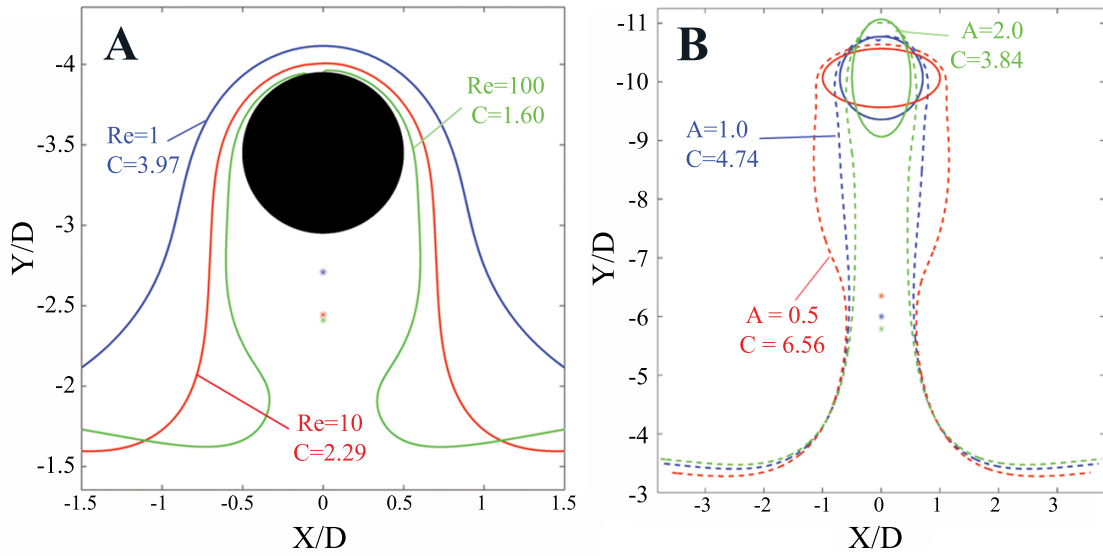 A
Y/D
-4
-3.5
-3
-2.5
-2
-1.5
Re=1
C=3.97
Re=100
C=1.60
Re=10
C=2.29
-1.5
-1
-0.5
0
0.5
1
1.5
X/D
B
Y/D
-11
-10
-9
-8
-7
-6
-5
-4
-3
A=2.0
C=3.84
A=1.0
C=4.74
A = 0.5
C = 6.56
-3
-2
-1
0
1
2
3
X/D